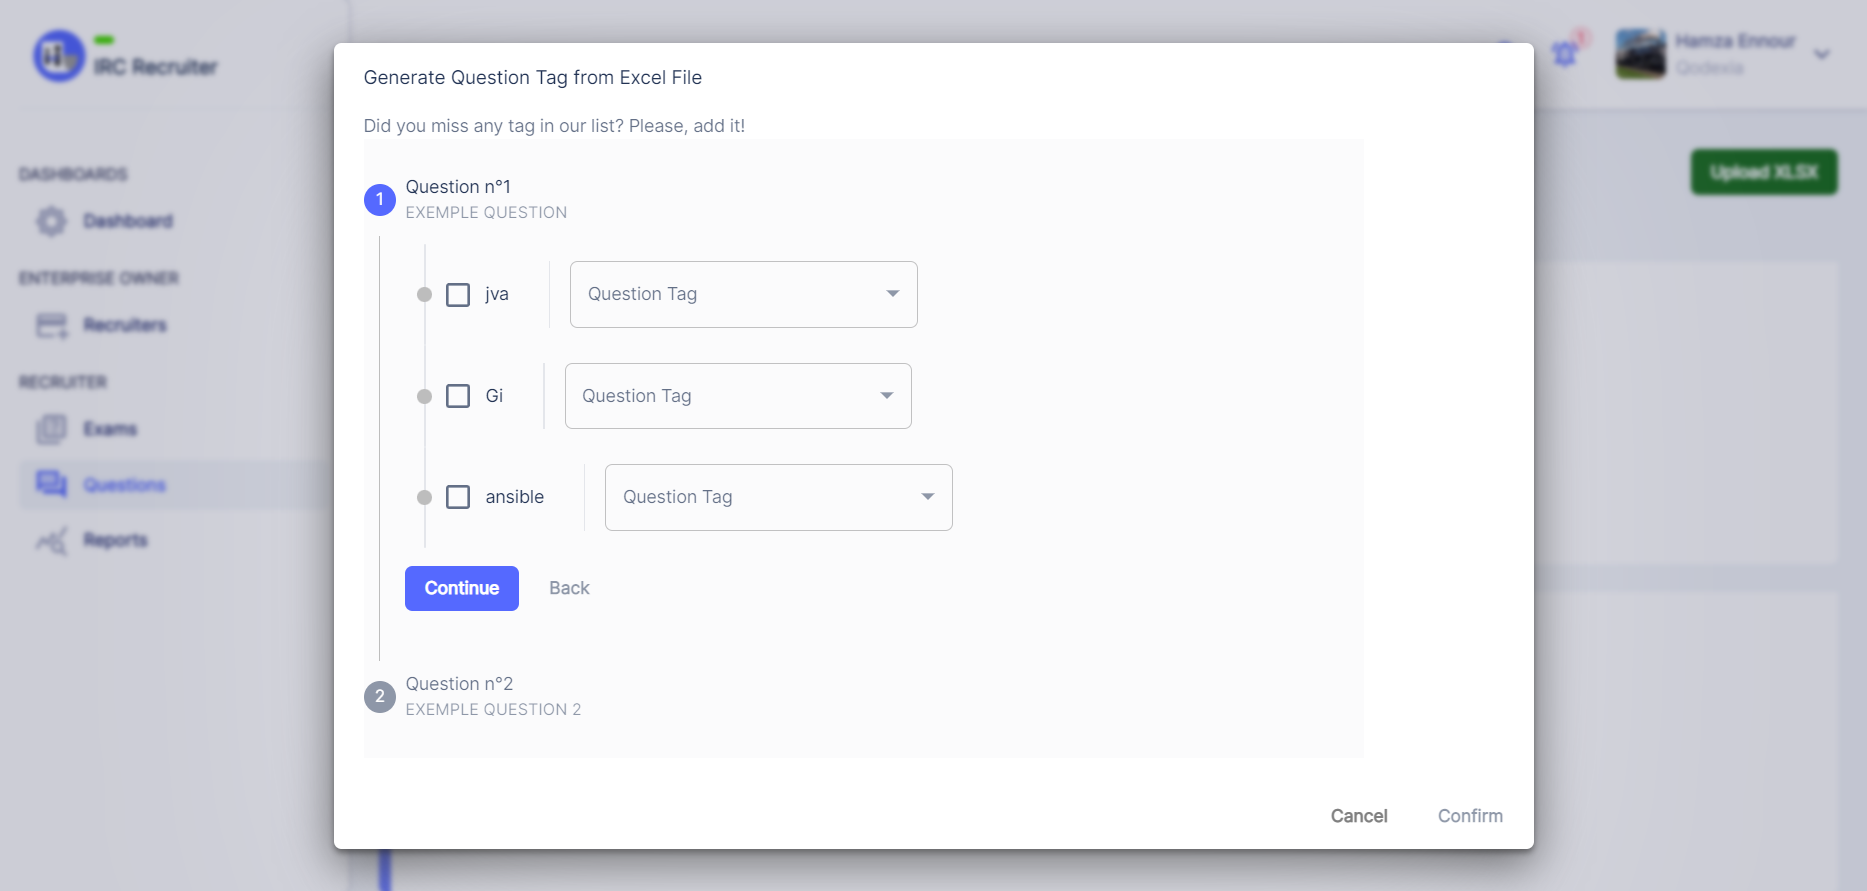 IRC Recruiter
1
Hamza Ennour
Qodexia
DASHBOARDS
Dashboard
ENTERPRISE OWNER
Recruiters
RECRUITER
Exams
Questions
Reports
Upload XLSX
Generate Question Tag from Excel File
Did you miss any tag in our list? Please, add it!
1
Question n°1
EXEMPLE QUESTION
jva
Question Tag
Gi
Question Tag
ansible
Question Tag
Continue
Back
2
Question n°2
EXEMPLE QUESTION 2
Cancel
Confirm